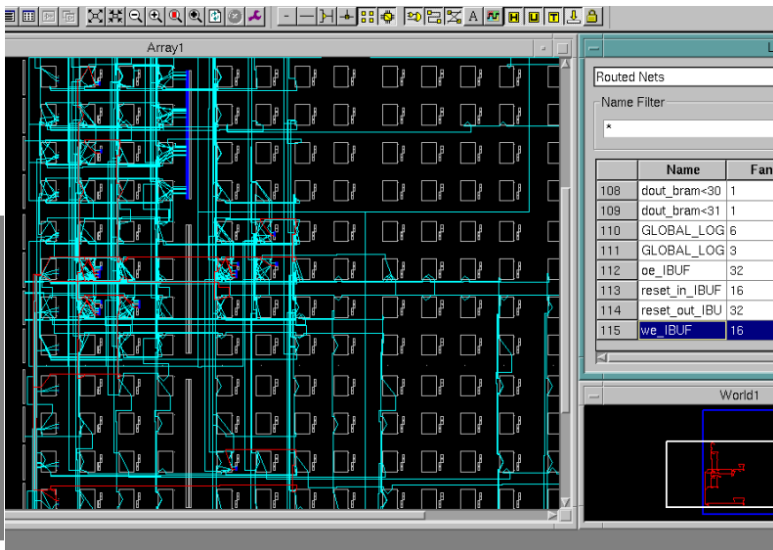 A H U T
Array1
L
Routed Nets
Name Filter
*
Name Fan
108 dout_bram<30 1
109 dout_bram<31 1
110 GLOBAL_LOG 6
111 GLOBAL_LOG 3
112 oe_IBUF 32
113 reset_in_IBUF 16
114 reset_out_IBU 32
115 we_IBUF 16
World1